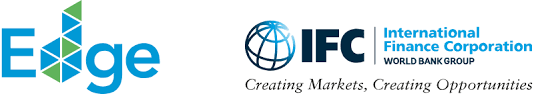 Edge
IFC
International
Finance Corporation
WORLD BANK GROUP
Creating Markets, Creating Opportunities